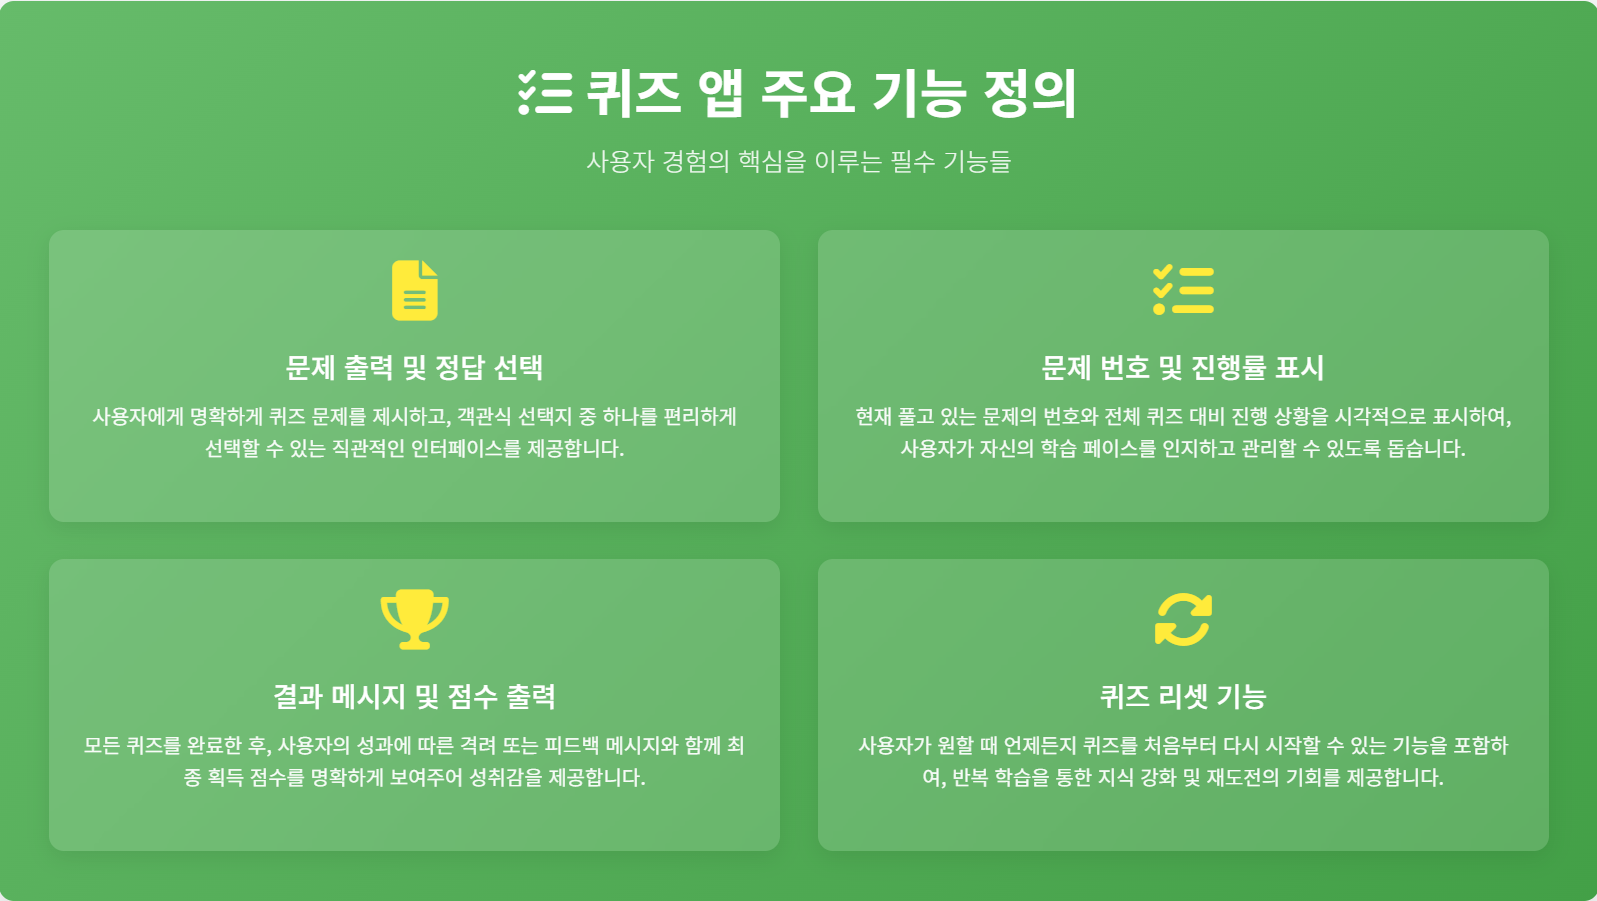 퀴즈 앱 주요 기능 정의
사용자 경험의 핵심을 이루는 필수 기능들
문제 출력 및 정답 선택
사용자에게 명확하게 퀴즈 문제를 제시하고, 객관식 선택지 중 하나를 편리하게
선택할 수 있는 직관적인 인터페이스를 제공합니다.
문제 번호 및 진행률 표시
현재 풀고 있는 문제의 번호와 전체 퀴즈 대비 진행 상황을 시각적으로 표시하여,
사용자가 자신의 학습 페이스를 인지하고 관리할 수 있도록 돕습니다.
결과 메시지 및 점수 출력
모든 퀴즈를 완료한 후, 사용자의 성과에 따른 격려 또는 피드백 메시지와 함께 최
종 획득 점수를 명확하게 보여주어 성취감을 제공합니다.
퀴즈 리셋 기능
사용자가 원할 때 언제든지 퀴즈를 처음부터 다시 시작할 수 있는 기능을 포함하
여, 반복 학습을 통한 지식 강화 및 재도전의 기회를 제공합니다.